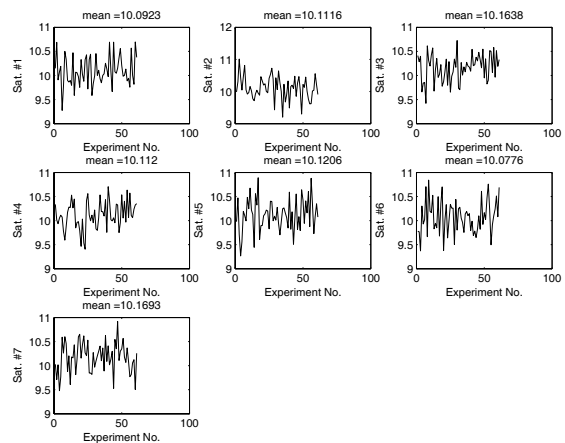 mean =10.0923
11
10.5
10
9.5
9
Sat. #1
0
50
100
Experiment No.
mean =10.1116
12
11
10
9
Sat. #2
0
50
100
Experiment No.
mean =10.1638
11
10.5
10
9.5
9
Sat. #3
0
50
100
Experiment No.
mean =10.112
11
10.5
10
9.5
9
Sat. #4
0
50
100
Experiment No.
mean =10.1206
11
10.5
10
9.5
9
Sat. #5
0
50
100
Experiment No.
mean =10.0776
11
10.5
10
9.5
9
Sat. #6
0
50
100
Experiment No.
mean =10.1693
11
10.5
10
9.5
9
Sat. #7
0
50
100
Experiment No.